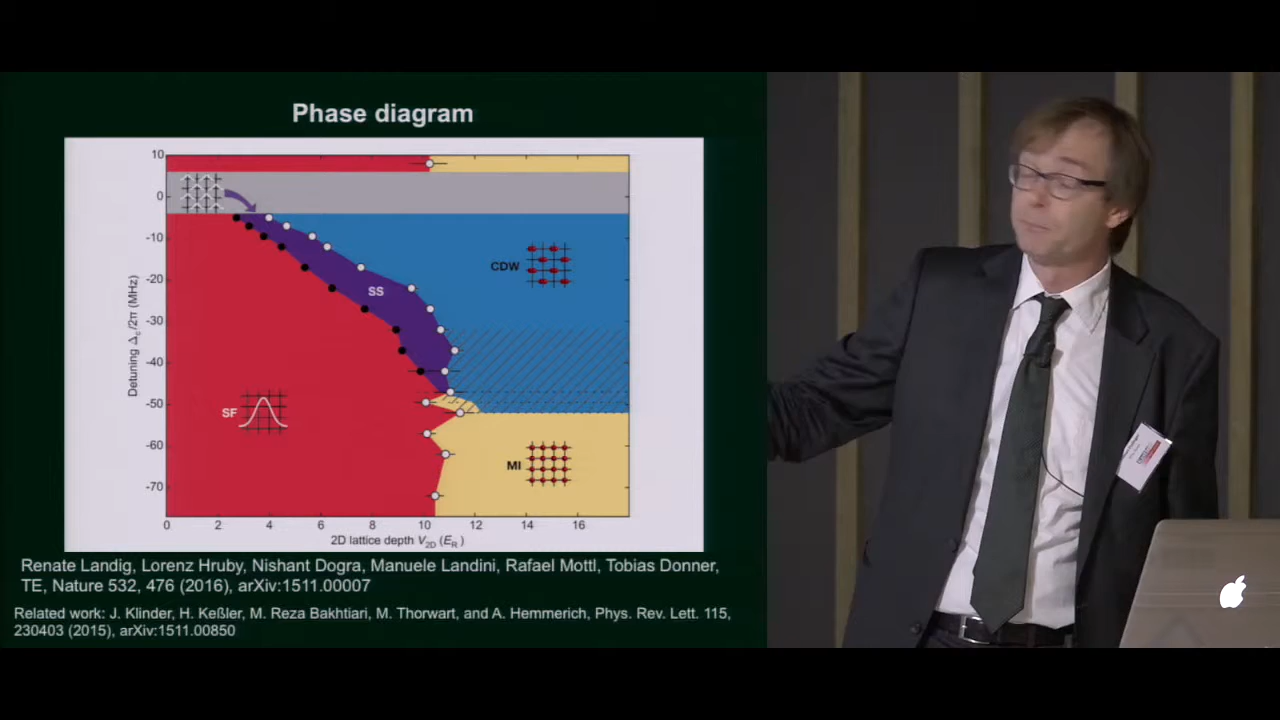 Phase diagram
10
0
-10
-20
-30
-40
-50
-60
-70
Detuning Δc/2π (MHz)
CDW
SS
SF
MI
0 2 4 6 8 10 12 14 16
2D lattice depth V2D (ER)
Renate Landig, Lorenz Hruby, Nishant Dogra, Manuele Landini, Rafael Mottl, Tobias Donner,
TE, Nature 532, 476 (2016), arXiv:1511.00007
Related work: J. Klinder, H. Keßler, M. Reza Bakhtiari, M. Thorwart, and A. Hemmerich, Phys. Rev. Lett. 115,
230403 (2015), arXiv:1511.00850